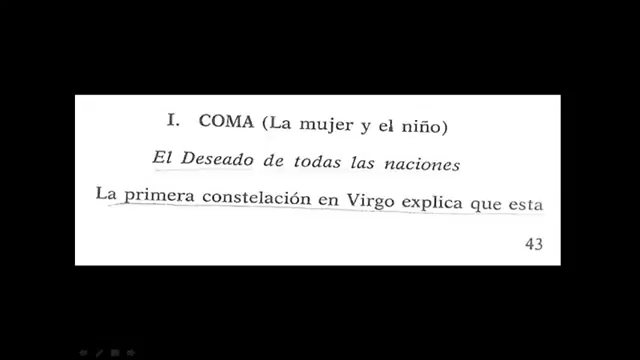 I. COMA (La mujer y el niño)
El Deseado de todas las naciones
La primera constelación en Virgo explica que esta
43